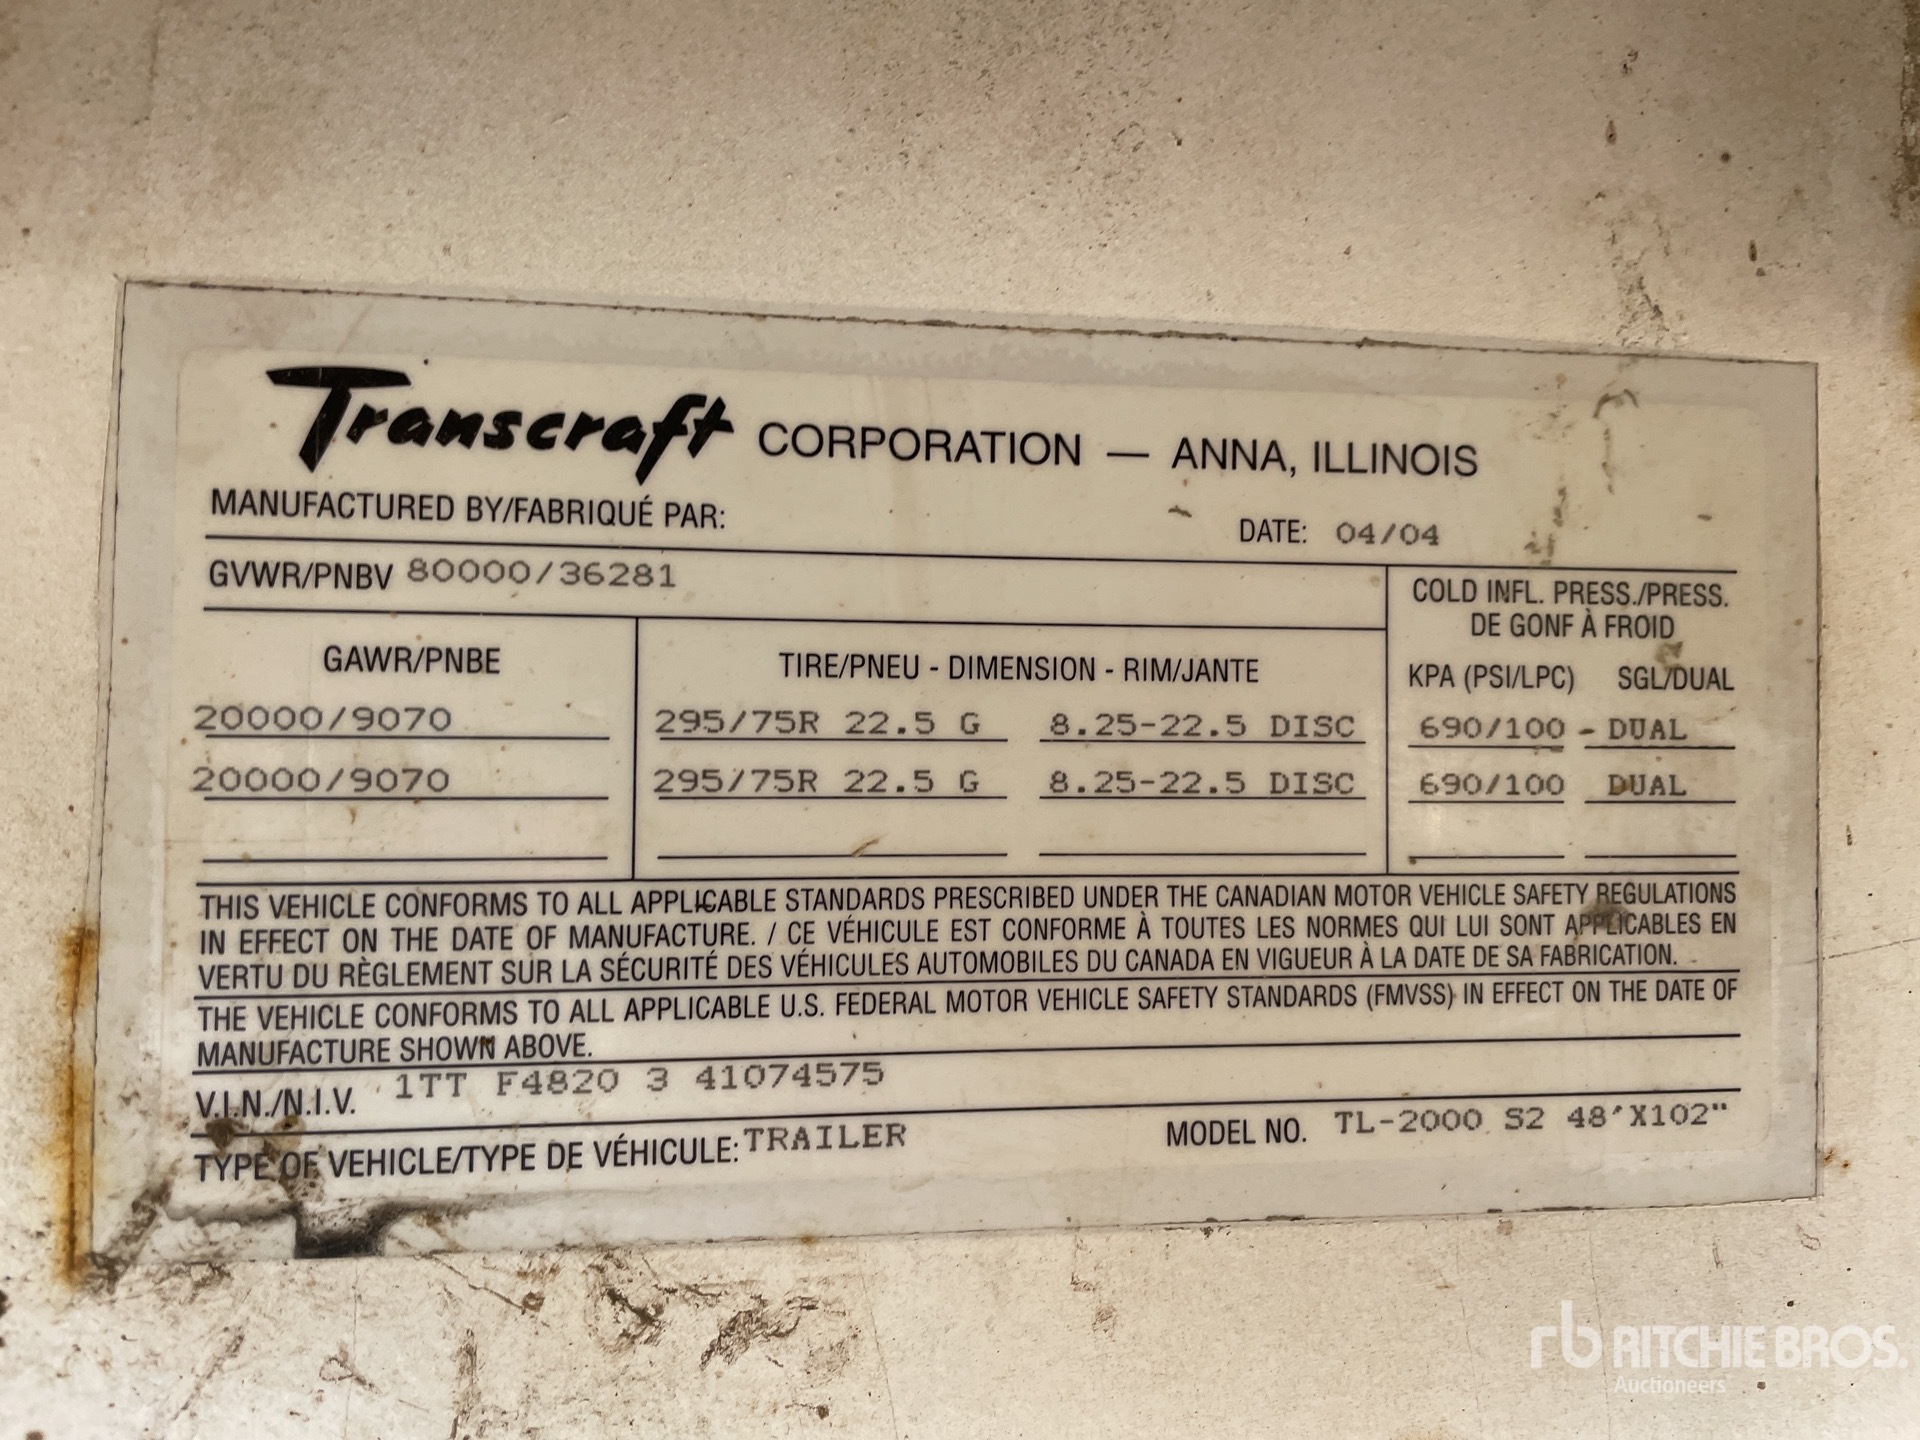 Transcraft CORPORATION — ANNA, ILLINOIS
MANUFACTURED BY/FABRIQUÉ PAR:
DATE: 04/04
GVWR/PNBV 80000/36281
COLD INFL. PRESS./PRESS.
DE GONF À FROID
GAWR/PNBE TIRE/PNEU - DIMENSION - RIM/JANTE KPA (PSI/LPC) SGL/DUAL
20000/9070 295/75R 22.5 G 8.25-22.5 DISC 690/100 - DUAL
20000/9070 295/75R 22.5 G 8.25-22.5 DISC 690/100 DUAL
THIS VEHICLE CONFORMS TO ALL APPLICABLE STANDARDS PRESCRIBED UNDER THE CANADIAN MOTOR VEHICLE SAFETY REGULATIONS
IN EFFECT ON THE DATE OF MANUFACTURE. / CE VÉHICULE EST CONFORME À TOUTES LES NORMES QUI LUI SONT APPLICABLES EN
VERTU DU RÈGLEMENT SUR LA SÉCURITÉ DES VÉHICULES AUTOMOBILES DU CANADA EN VIGUEUR À LA DATE DE SA FABRICATION.
THE VEHICLE CONFORMS TO ALL APPLICABLE U.S. FEDERAL MOTOR VEHICLE SAFETY STANDARDS (FMVSS) IN EFFECT ON THE DATE OF
MANUFACTURE SHOWN ABOVE.
V.I.N./N.I.V. 1TT F4820 3 41074575
TYPE OF VEHICLE/TYPE DE VÉHICULE: TRAILER MODEL NO. TL-2000 S2 48'X102"
rb RITCHIE BROS.
Auctioneers